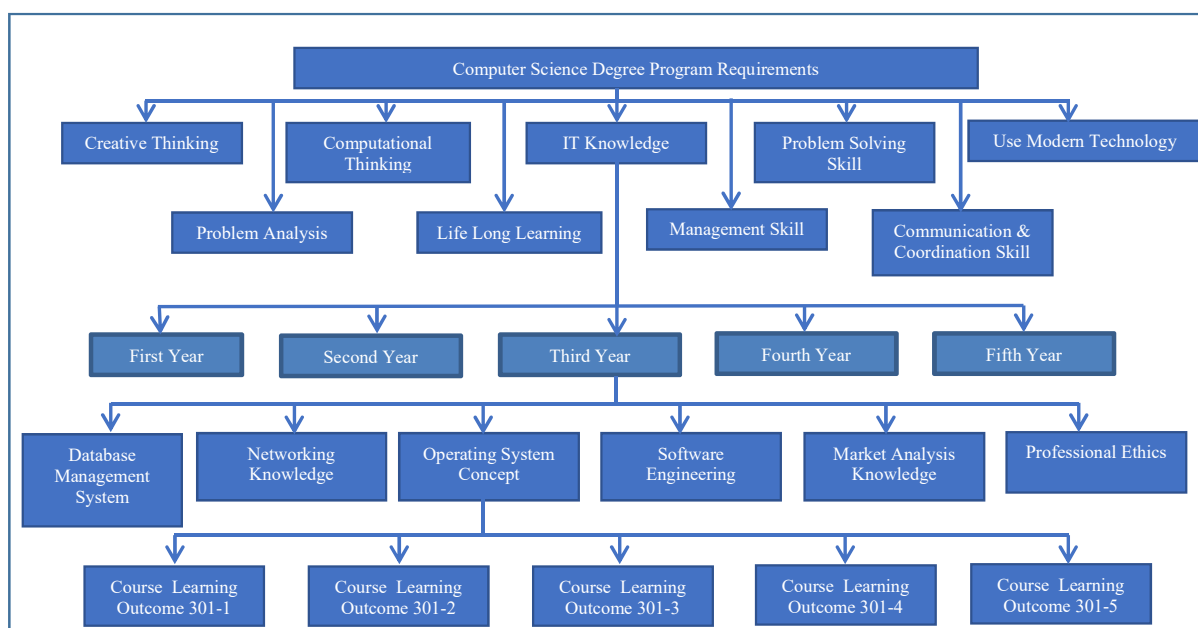 Computer Science Degree Program Requirements
Creative Thinking
Computational
Thinking
IT Knowledge
Problem Solving
Skill
Use Modern Technology
Problem Analysis
Life Long Learning
Management Skill
Communication &
Coordination Skill
First Year
Second Year
Third Year
Fourth Year
Fifth Year
Database
Management
System
Networking
Knowledge
Operating System
Concept
Software
Engineering
Market Analysis
Knowledge
Professional Ethics
Course Learning
Outcome 301-1
Course Learning
Outcome 301-2
Course Learning
Outcome 301-3
Course Learning
Outcome 301-4
Course Learning
Outcome 301-5